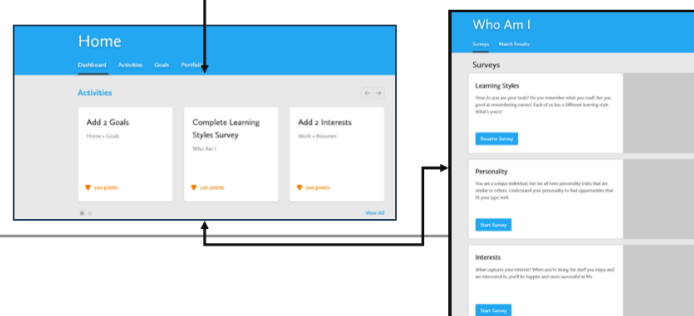 Home
Dashboard Activities Goals Portfolio
Activities
Add 2 Goals
Home • Goals
100 points
Complete Learning
Styles Survey
Who Am I
100 points
Add 2 Interests
Work • Resumes
100 points
View All
Who Am I
Surveys Match Results
Surveys
Learning Styles
How do you use your brain? Do you remember what you read? Are you
good at remembering names? Each of us has a different learning style.
What's yours?
Resume Survey
Personality
You are a unique individual, but we all have personality traits that are
similar to others. Understand your personality to find opportunities that
fit your type well.
Start Survey
Interests
What captures your interest? When you're doing the stuff you enjoy and
are interested in, you'll be happier and more successful in life.
Start Survey